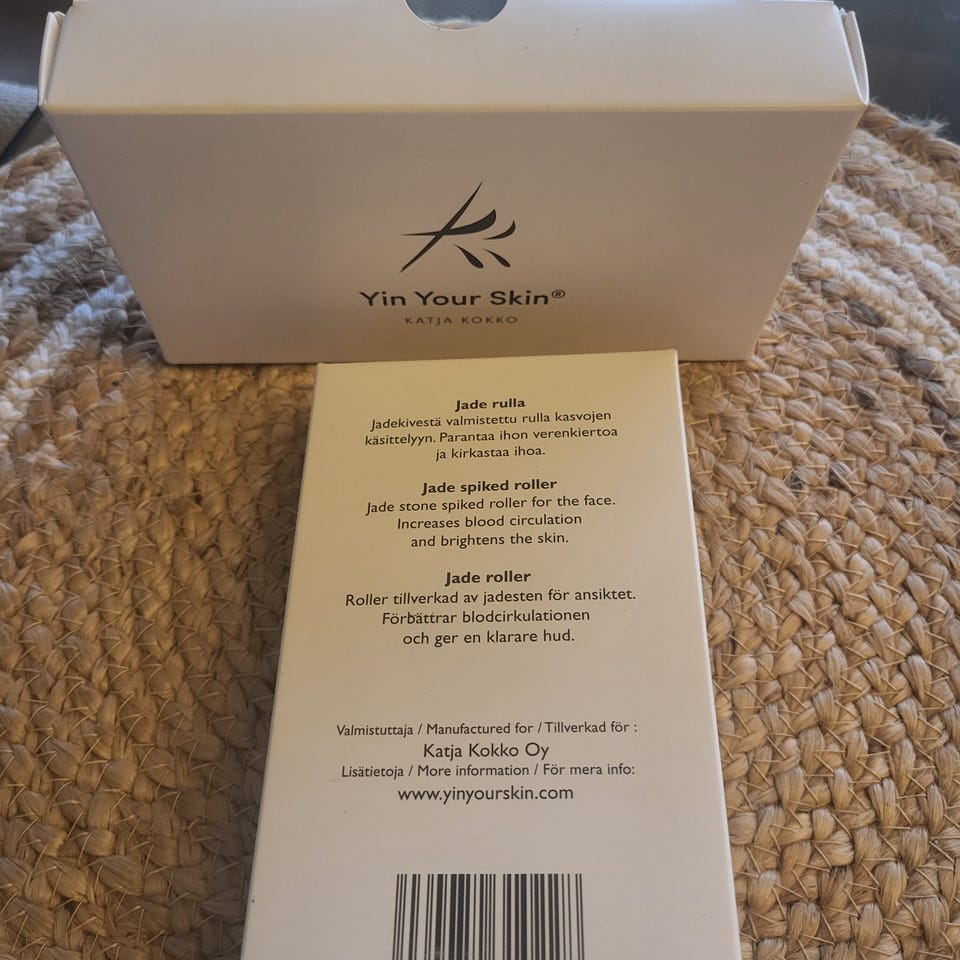 Yin Your Skin®
KATJA KOKKO
Jade rulla
Jadekivestä valmistettu rulla kasvojen
käsittelyyn. Parantaa ihon verenkiertoa
ja kirkastaa ihoa.
Jade spiked roller
Jade stone spiked roller for the face.
Increases blood circulation
and brightens the skin.
Jade roller
Roller tillverkad av jadesten för ansiktet.
Förbättrar blodcirkulationen
och ger en klarare hud.
Valmistuttaja / Manufactured for / Tillverkad för :
Katja Kokko Oy
Lisätietoja / More information / För mera info:
www.yinyourskin.com